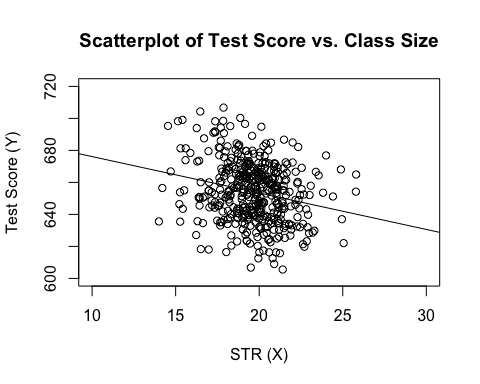 Scatterplot of Test Score vs. Class Size
Test Score (Y)
720
680
640
600
10 15 20 25 30
STR (X)